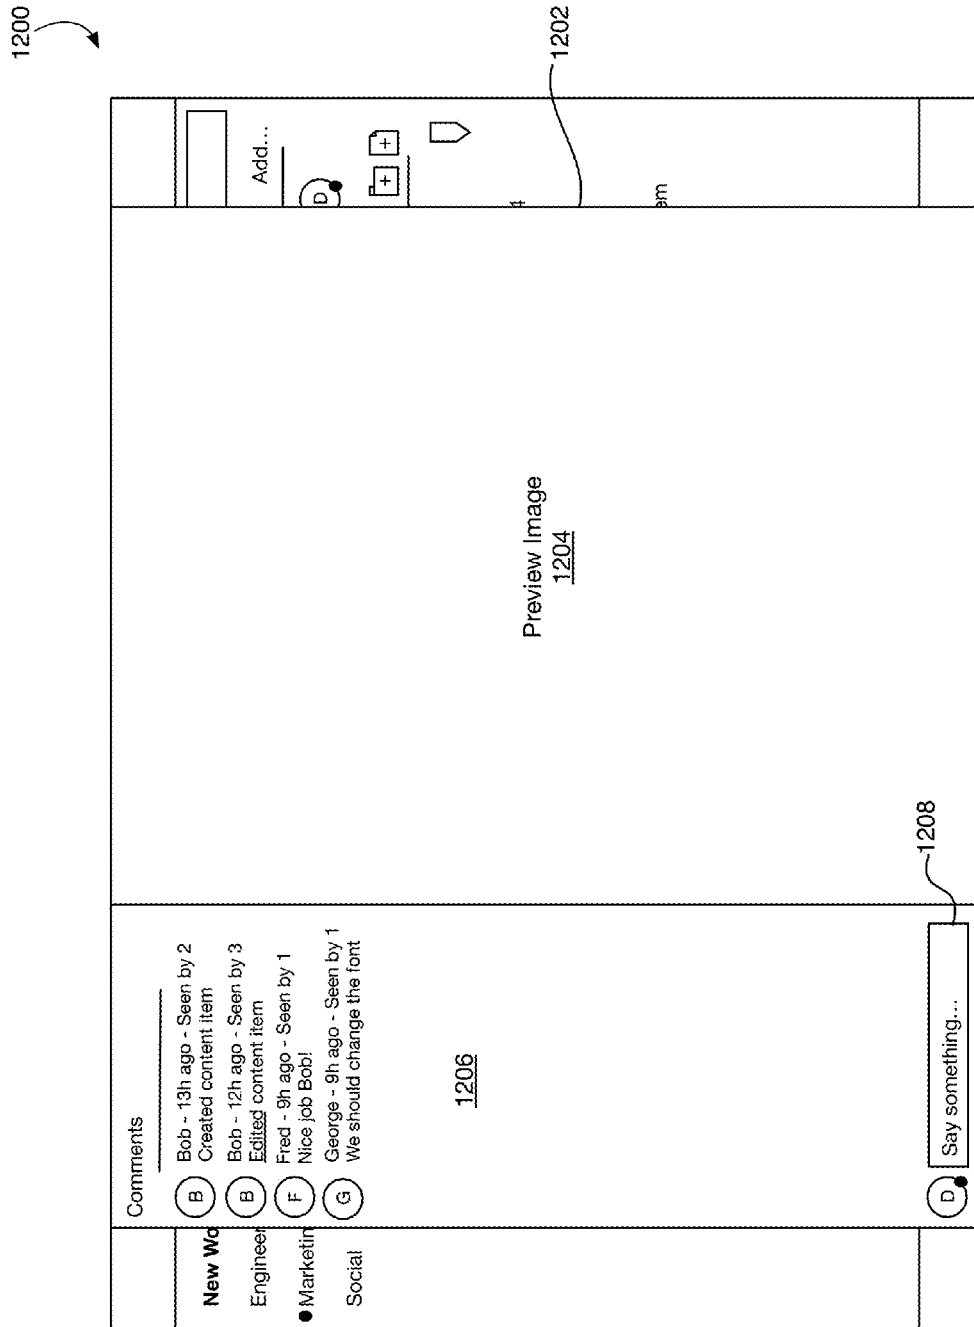 1200
1202
New Wo
Engineer
Marketin
Social
Comments
B
Bob - 13h ago - Seen by 2
Created content item
B
Bob - 12h ago - Seen by 3
Edited content item
F
Fred - 9h ago - Seen by 1
Nice job Bob!
G
George - 9h ago - Seen by 1
We should change the font
1206
D
Say something...
1208
Preview Image
1204
Add...
D
+
+
4
em